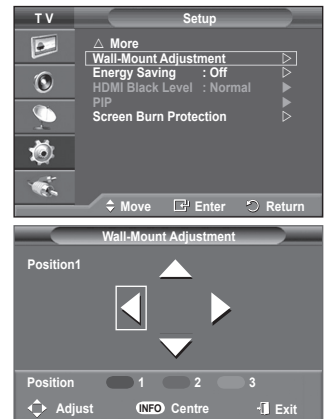 T V
Setup
△ More
Wall-Mount Adjustment
Energy Saving : Off
HDMI Black Level : Normal
PIP
Screen Burn Protection
Move Enter Return
Wall-Mount Adjustment
Position1
Position 1 2 3
Adjust INFO Centre Exit